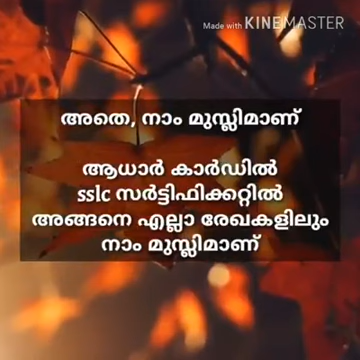 Made with KINEMASTER
അതെ, നാം മുസ്ലിമാണ്
ആധാർ കാർഡിൽ
sslc സർട്ടിഫിക്കറ്റിൽ
അങ്ങനെ എല്ലാ രേഖകളിലും
നാം മുസ്ലിമാണ്